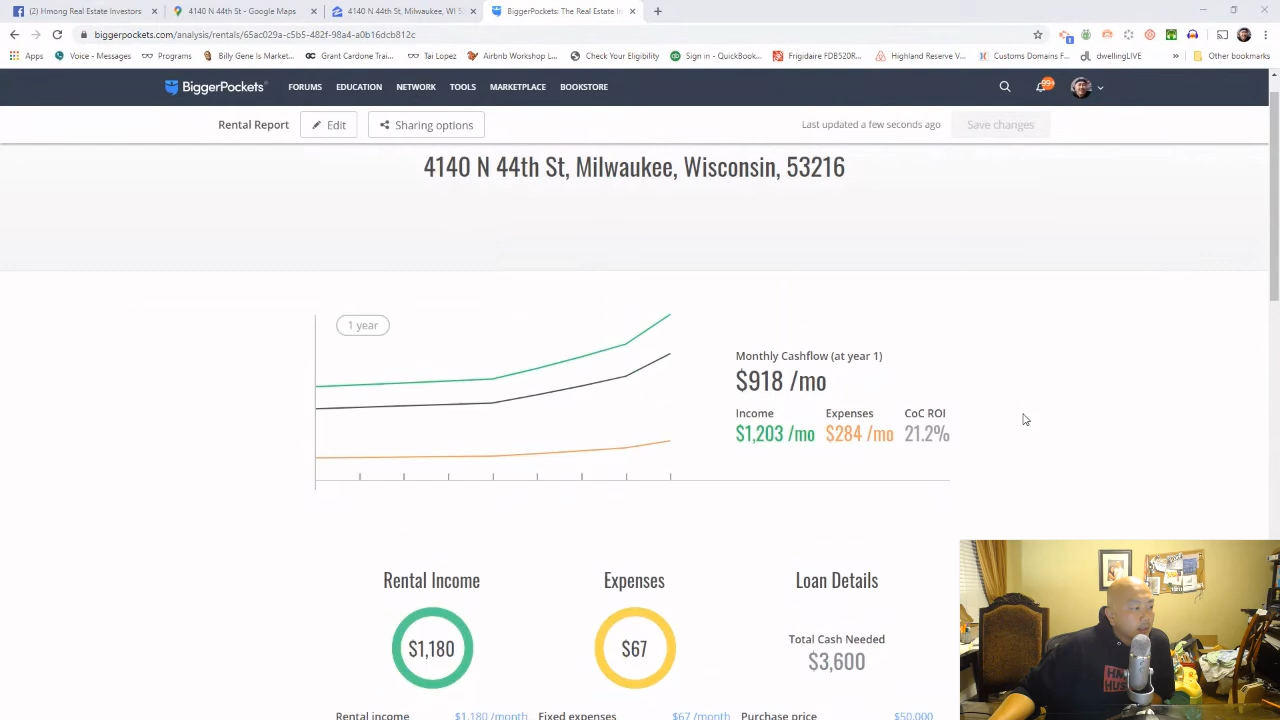 (2) Hmong Real Estate Investors
4140 N 44th St - Google Maps
4140 N 44th St, Milwaukee, WI 5
BiggerPockets: The Real Estate In
biggerpockets.com/analysis/rentals/65ac029a-c5b5-482f-98a4-a0b16dcb812c
Apps
Voice - Messages
Programs
Billy Gene Is Market...
Grant Cardone Trai...
Tai Lopez
Airbnb Workshop L...
Check Your Eligibility
Sign in - QuickBook...
Frigidaire FDB520R...
Highland Reserve V...
Customs Domains F...
dwellingLIVE
Other bookmarks
BiggerPockets
FORUMS EDUCATION NETWORK TOOLS MARKETPLACE BOOKSTORE
99+
Rental Report Edit Sharing options Last updated a few seconds ago Save changes
4140 N 44th St, Milwaukee, Wisconsin, 53216
1 year
Monthly Cashflow (at year 1)
$918 /mo
Income Expenses CoC ROI
$1,203 /mo $284 /mo 21.2%
Rental Income Expenses Loan Details
Total Cash Needed
$1,180 $67
$3,600
Rental income $1,180 /month Fixed expenses $67 /month Purchase price $50,000